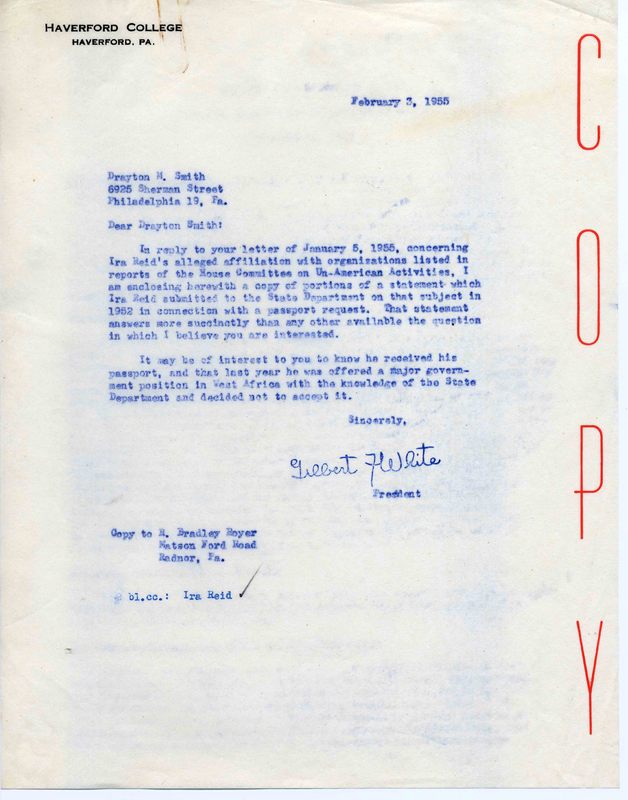 HAVERFORD COLLEGE
HAVERFORD, PA.
COPY
February 3, 1955
Drayton M. Smith
6925 Sherman Street
Philadelphia 19, Pa.
Dear Drayton Smith:
In reply to your letter of January 5, 1955, concerning
Ira Reid's alleged affiliation with organizations listed in
reports of the House Committee on Un-American Activities, I
am enclosing herewith a copy of portions of a statement which
Ira Reid submitted to the State Department on that subject in
1952 in connection with a passport request. That statement
answers more succinctly than any other available the question
in which I believe you are interested.
It may be of interest to you to know he received his
passport, and that last year he was offered a major govern-
ment position in West Africa with the knowledge of the State
Department and decided not to accept it.
Sincerely,
Gilbert F White
President
Copy to R. Bradley Royer
Matson Ford Road
Radnor, Pa.
bl.cc.: Ira Reid ✓